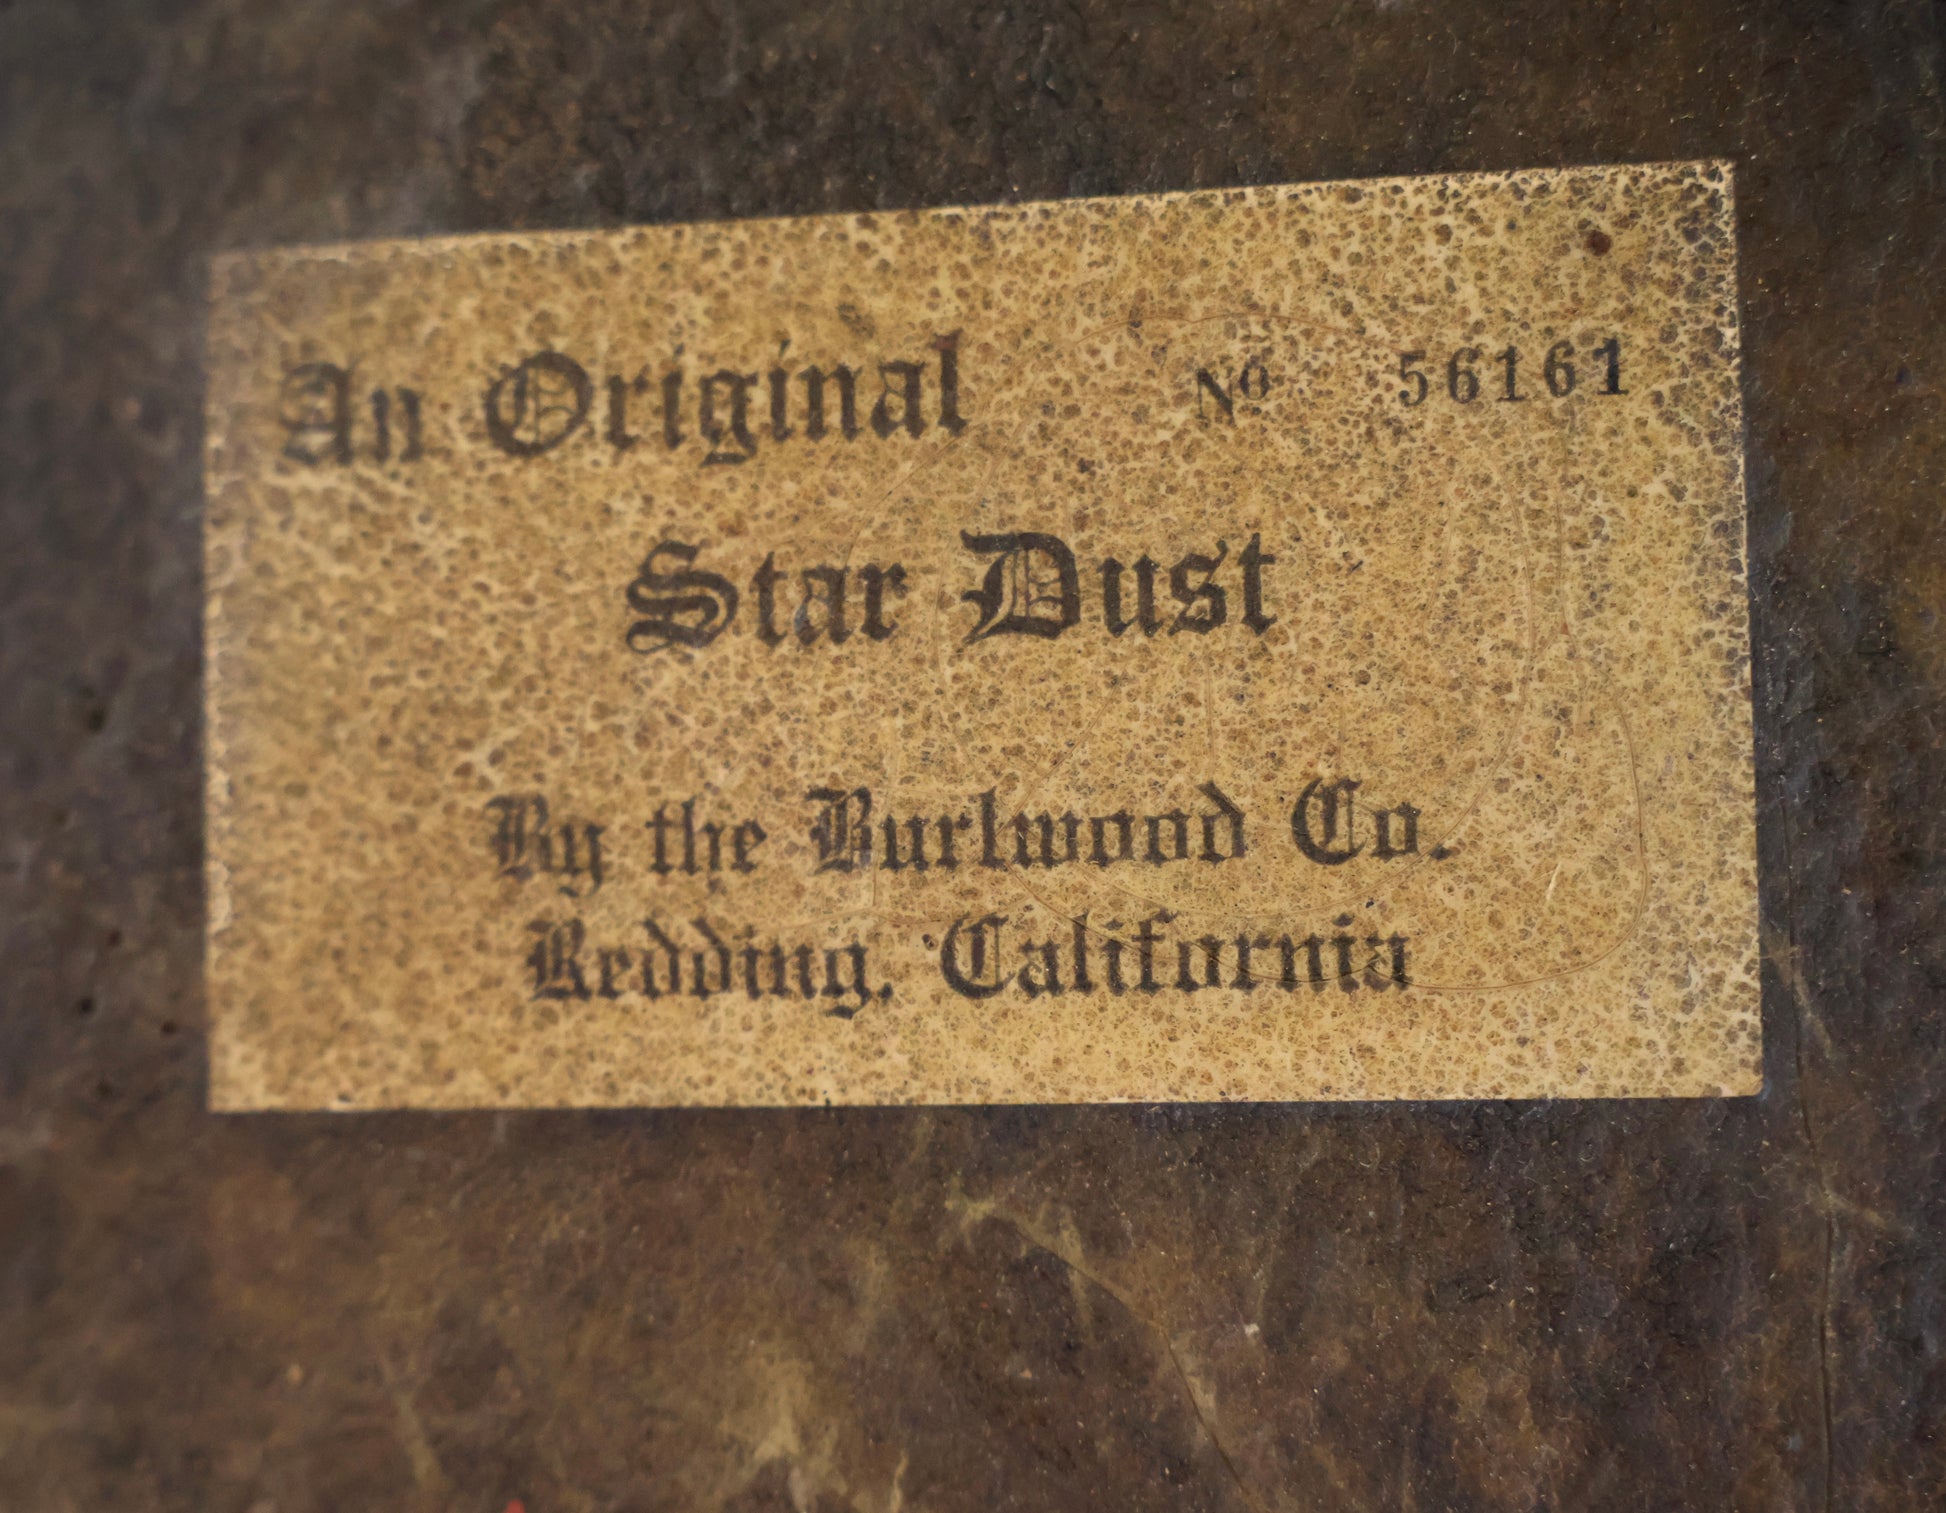 An Original Nº 56161
Star Dust
By the Burlwood Co.
Redding, California